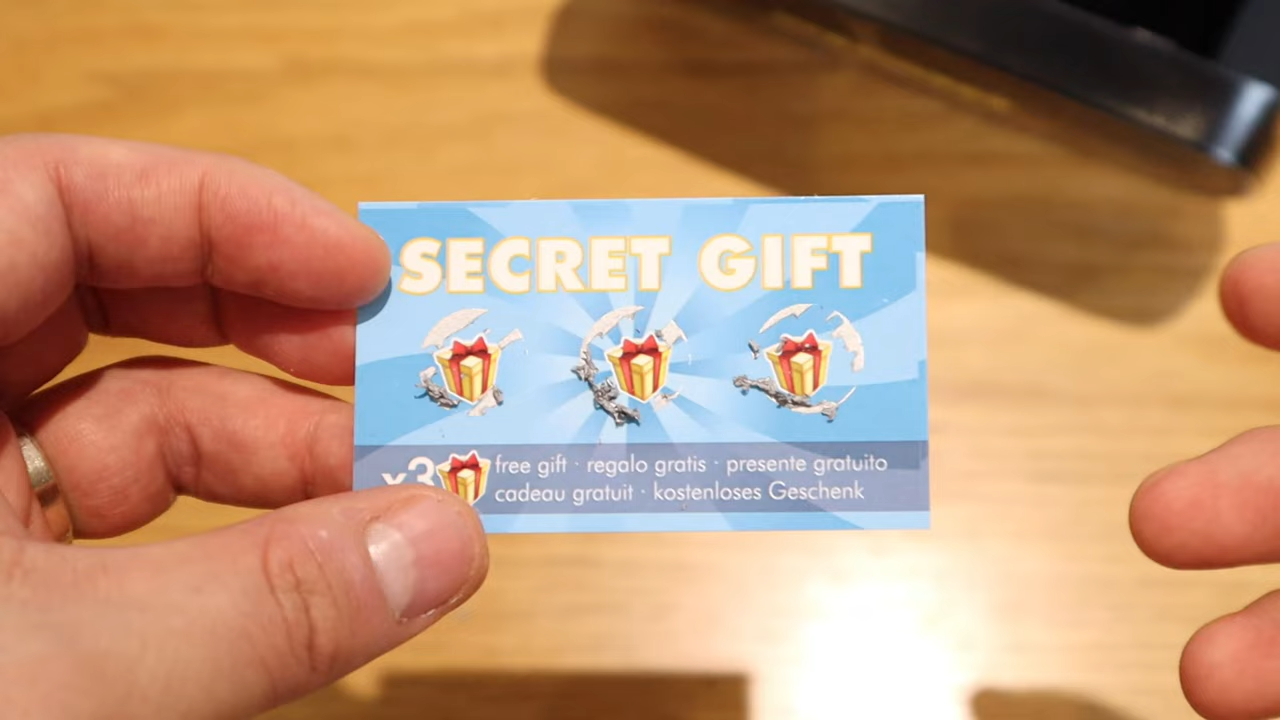 SECRET GIFT
x3 free gift · regalo gratis · presente gratuito
cadeau gratuit · kostenloses Geschenk